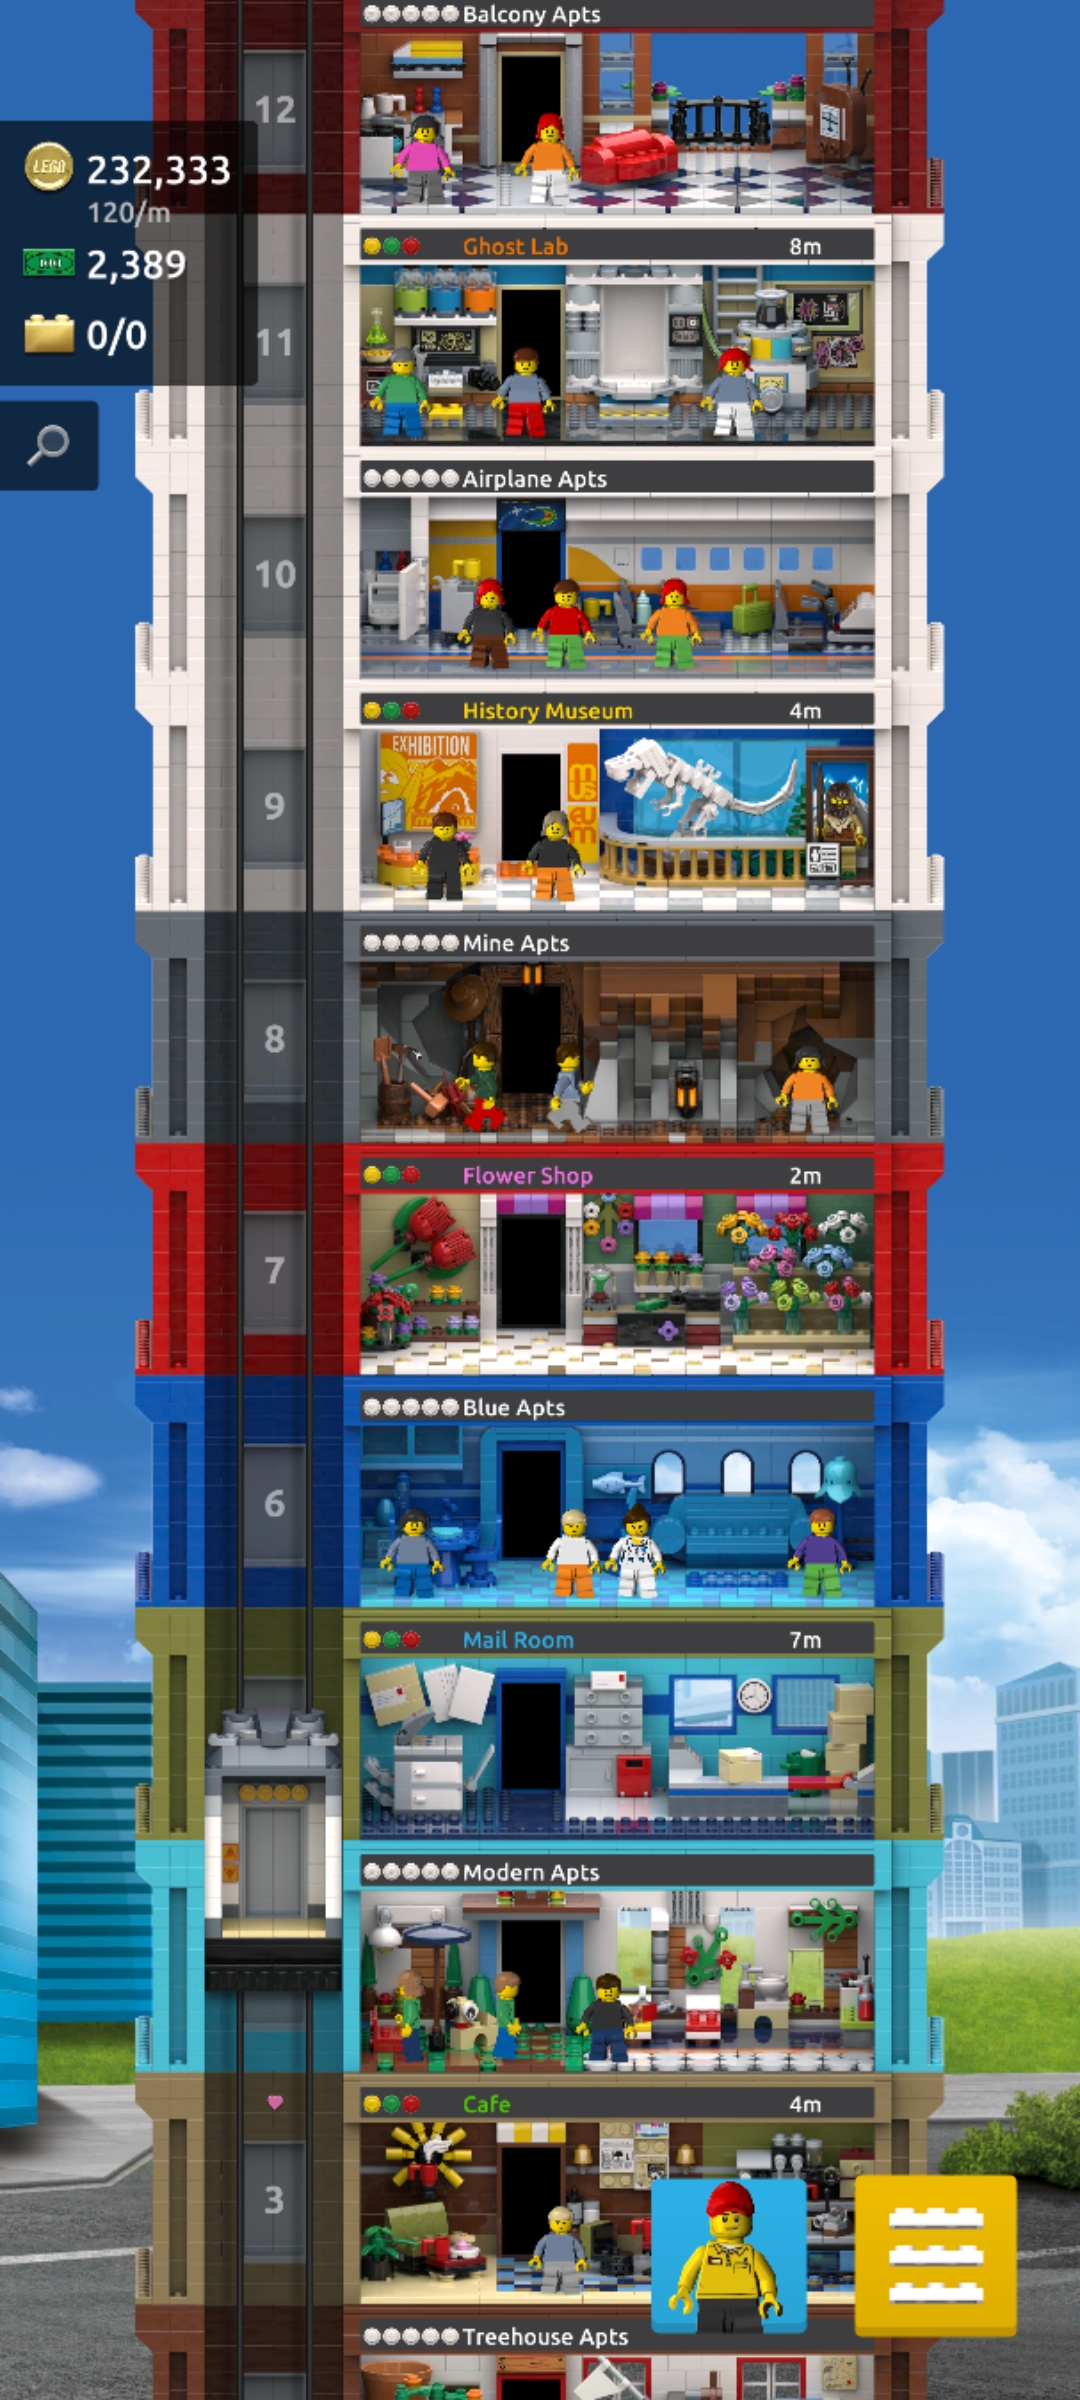 Balcony Apts
12
LEGO
232,333
120/m
2,389
0/0
Ghost Lab 8m
11
Airplane Apts
10
History Museum 4m
EXHIBITION
museum
9
Mine Apts
8
Flower Shop 2m
7
Blue Apts
6
Mail Room 7m
Modern Apts
Cafe 4m
3
Treehouse Apts